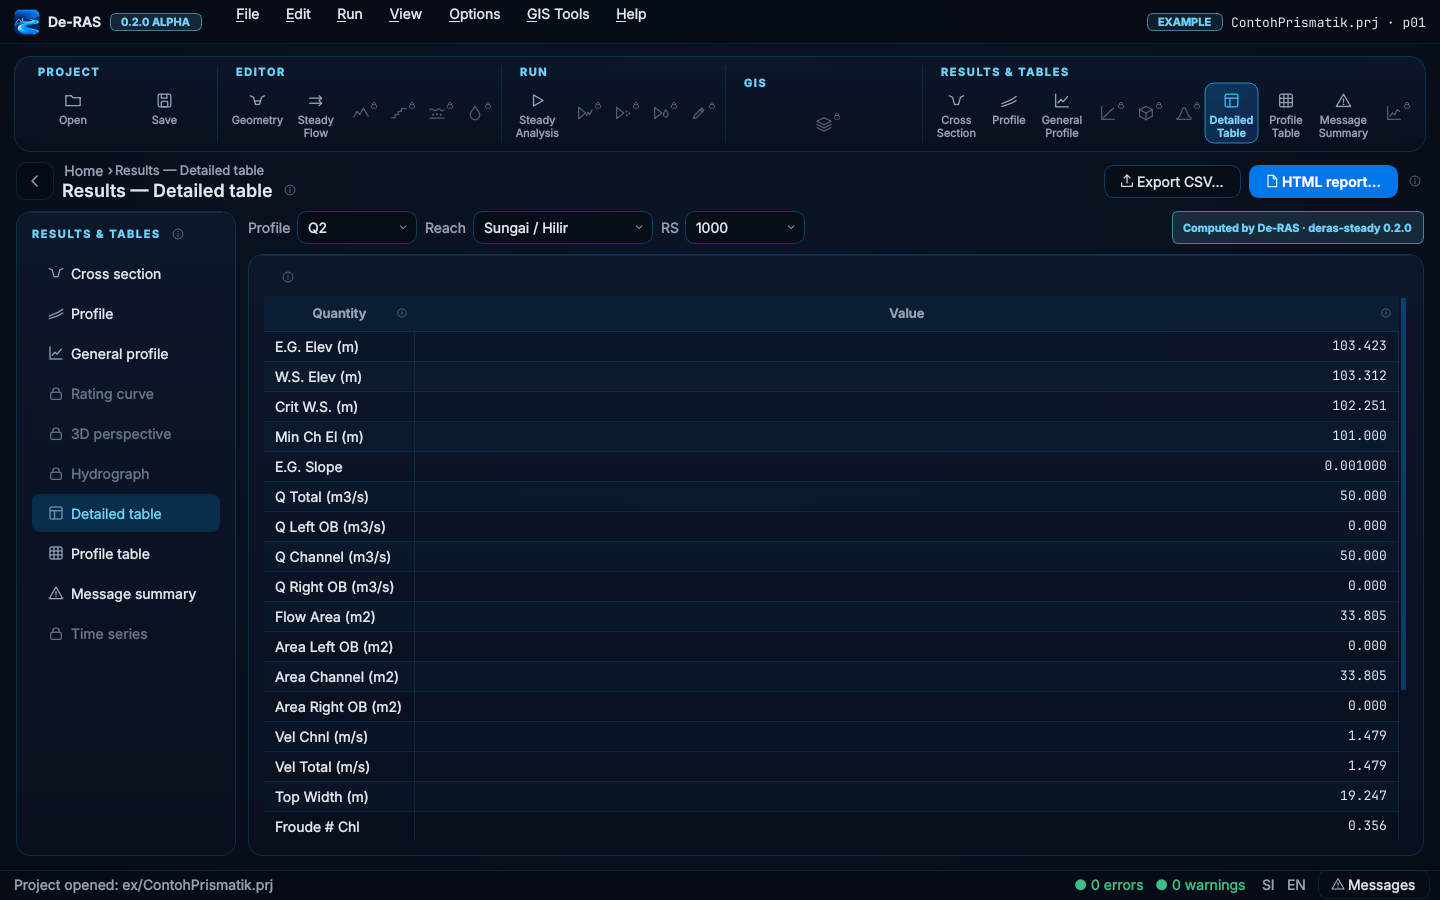 De-RAS 0.2.0 ALPHA File Edit Run View Options GIS Tools Help EXAMPLE ContohPrismatik.prj · p01
PROJECT EDITOR RUN GIS RESULTS & TABLES
Open Save Geometry Steady Flow Steady Analysis Cross Section Profile General Profile Detailed Table Profile Table Message Summary
Home › Results — Detailed table
Results — Detailed table
Export CSV... HTML report...
RESULTS & TABLES
Cross section
Profile
General profile
Rating curve
3D perspective
Hydrograph
Detailed table
Profile table
Message summary
Time series
Profile Q2 Reach Sungai / Hilir RS 1000 Computed by De-RAS · deras-steady 0.2.0
Quantity Value
E.G. Elev (m) 103.423
W.S. Elev (m) 103.312
Crit W.S. (m) 102.251
Min Ch El (m) 101.000
E.G. Slope 0.001000
Q Total (m3/s) 50.000
Q Left OB (m3/s) 0.000
Q Channel (m3/s) 50.000
Q Right OB (m3/s) 0.000
Flow Area (m2) 33.805
Area Left OB (m2) 0.000
Area Channel (m2) 33.805
Area Right OB (m2) 0.000
Vel Chnl (m/s) 1.479
Vel Total (m/s) 1.479
Top Width (m) 19.247
Froude # Chl 0.356
Project opened: ex/ContohPrismatik.prj 0 errors 0 warnings SI EN Messages